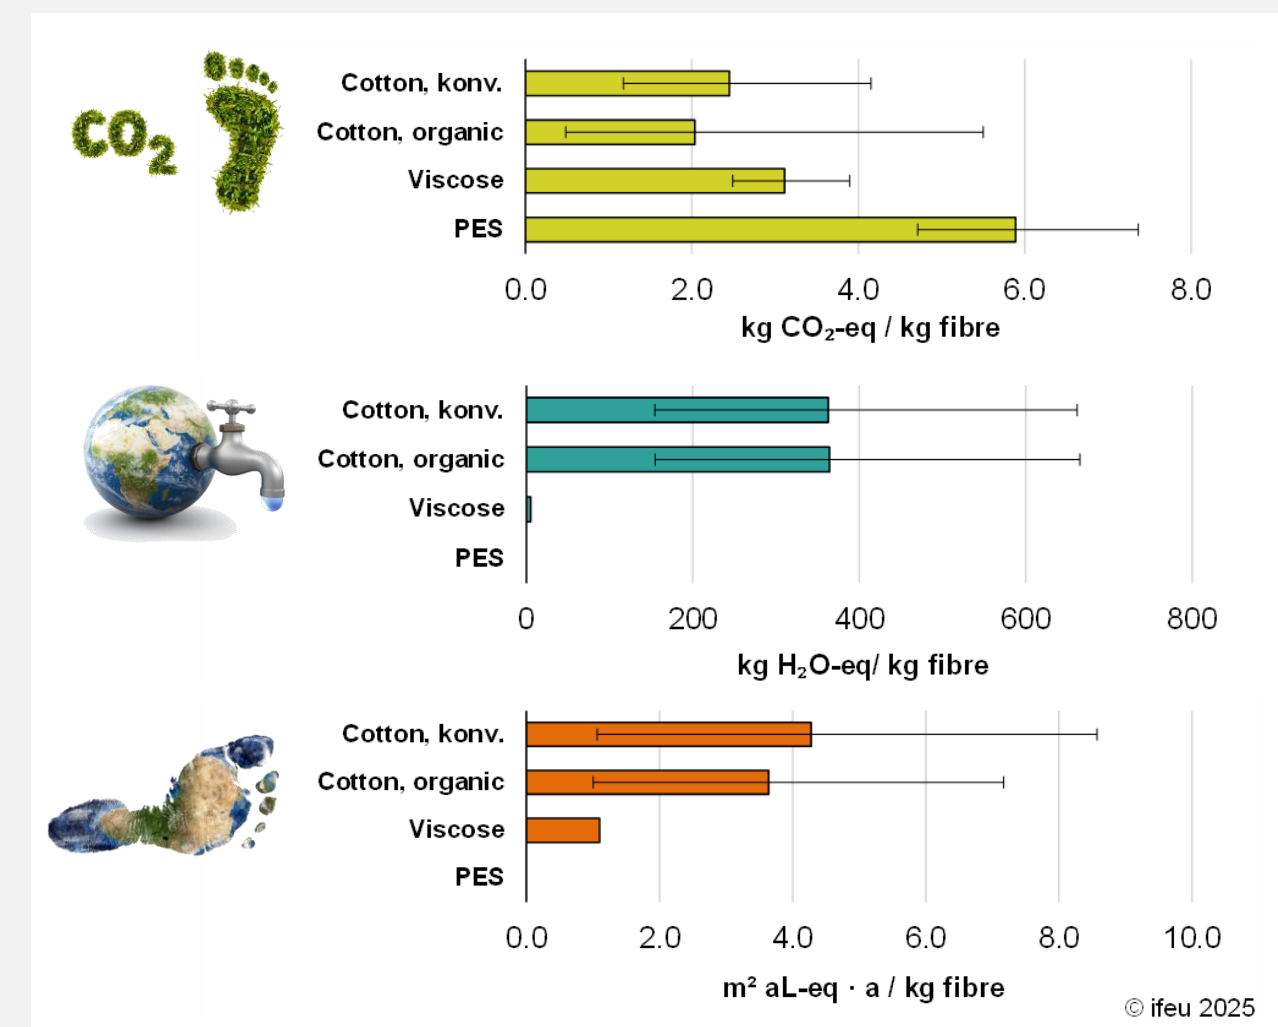 CO2
Cotton, konv.
Cotton, organic
Viscose
PES
0.0 2.0 4.0 6.0 8.0
kg CO₂-eq / kg fibre
Cotton, konv.
Cotton, organic
Viscose
PES
0 200 400 600 800
kg H₂O-eq/ kg fibre
Cotton, konv.
Cotton, organic
Viscose
PES
0.0 2.0 4.0 6.0 8.0 10.0
m² aL-eq · a / kg fibre
© ifeu 2025